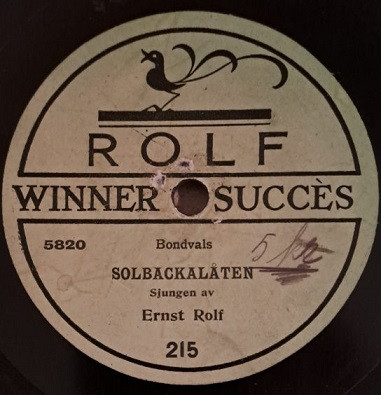 ROLF
WINNER SUCCÈS
5820 Bondvals
SOLBACKALÅTEN
Sjungen av
Ernst Rolf
215